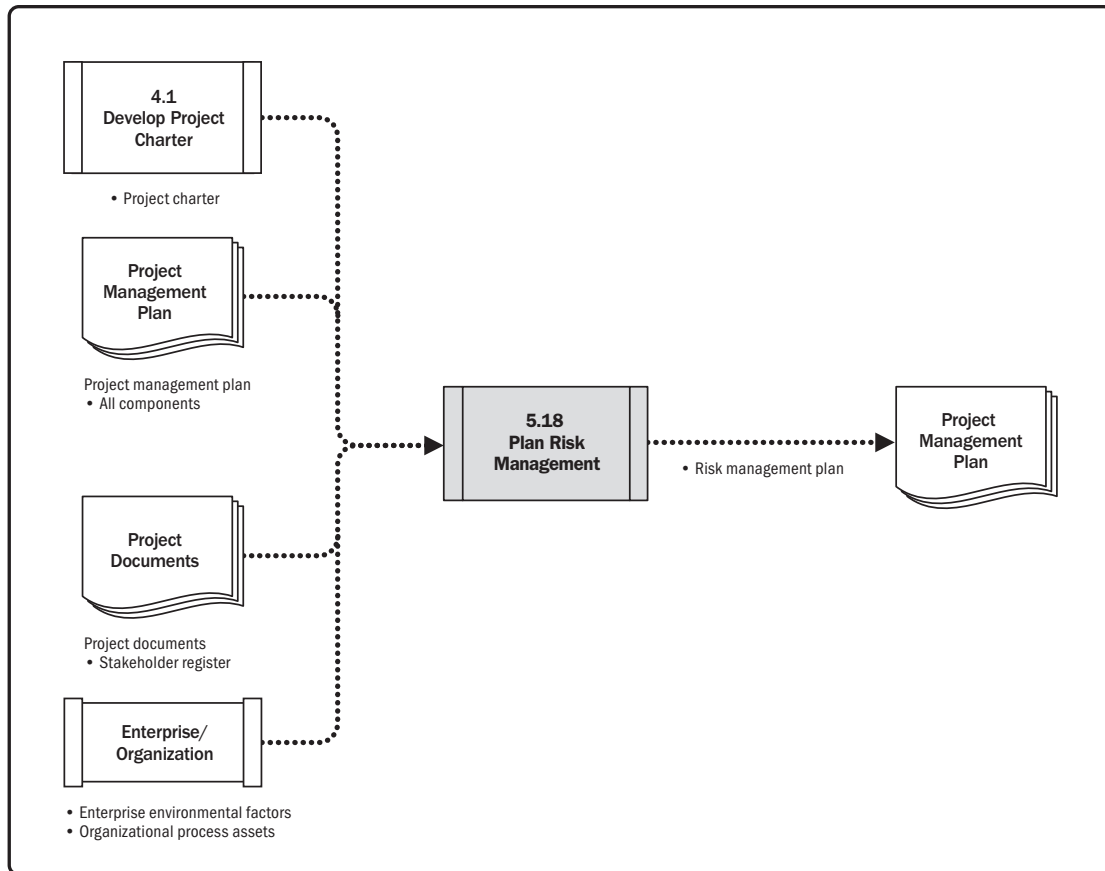 4.1
Develop Project
Charter
• Project charter
Project
Management
Plan
Project management plan
• All components
Project
Documents
Project documents
• Stakeholder register
Enterprise/
Organization
• Enterprise environmental factors
• Organizational process assets
5.18
Plan Risk
Management
• Risk management plan
Project
Management
Plan